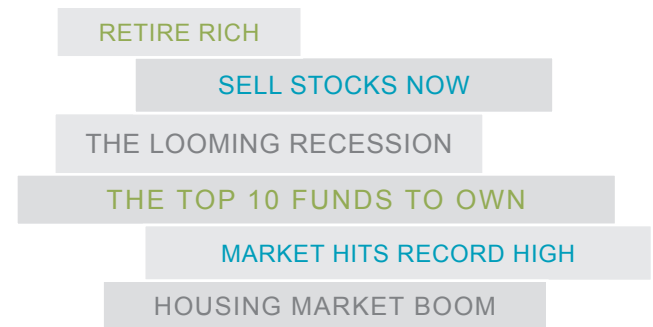 RETIRE RICH
SELL STOCKS NOW
THE LOOMING RECESSION
THE TOP 10 FUNDS TO OWN
MARKET HITS RECORD HIGH
HOUSING MARKET BOOM